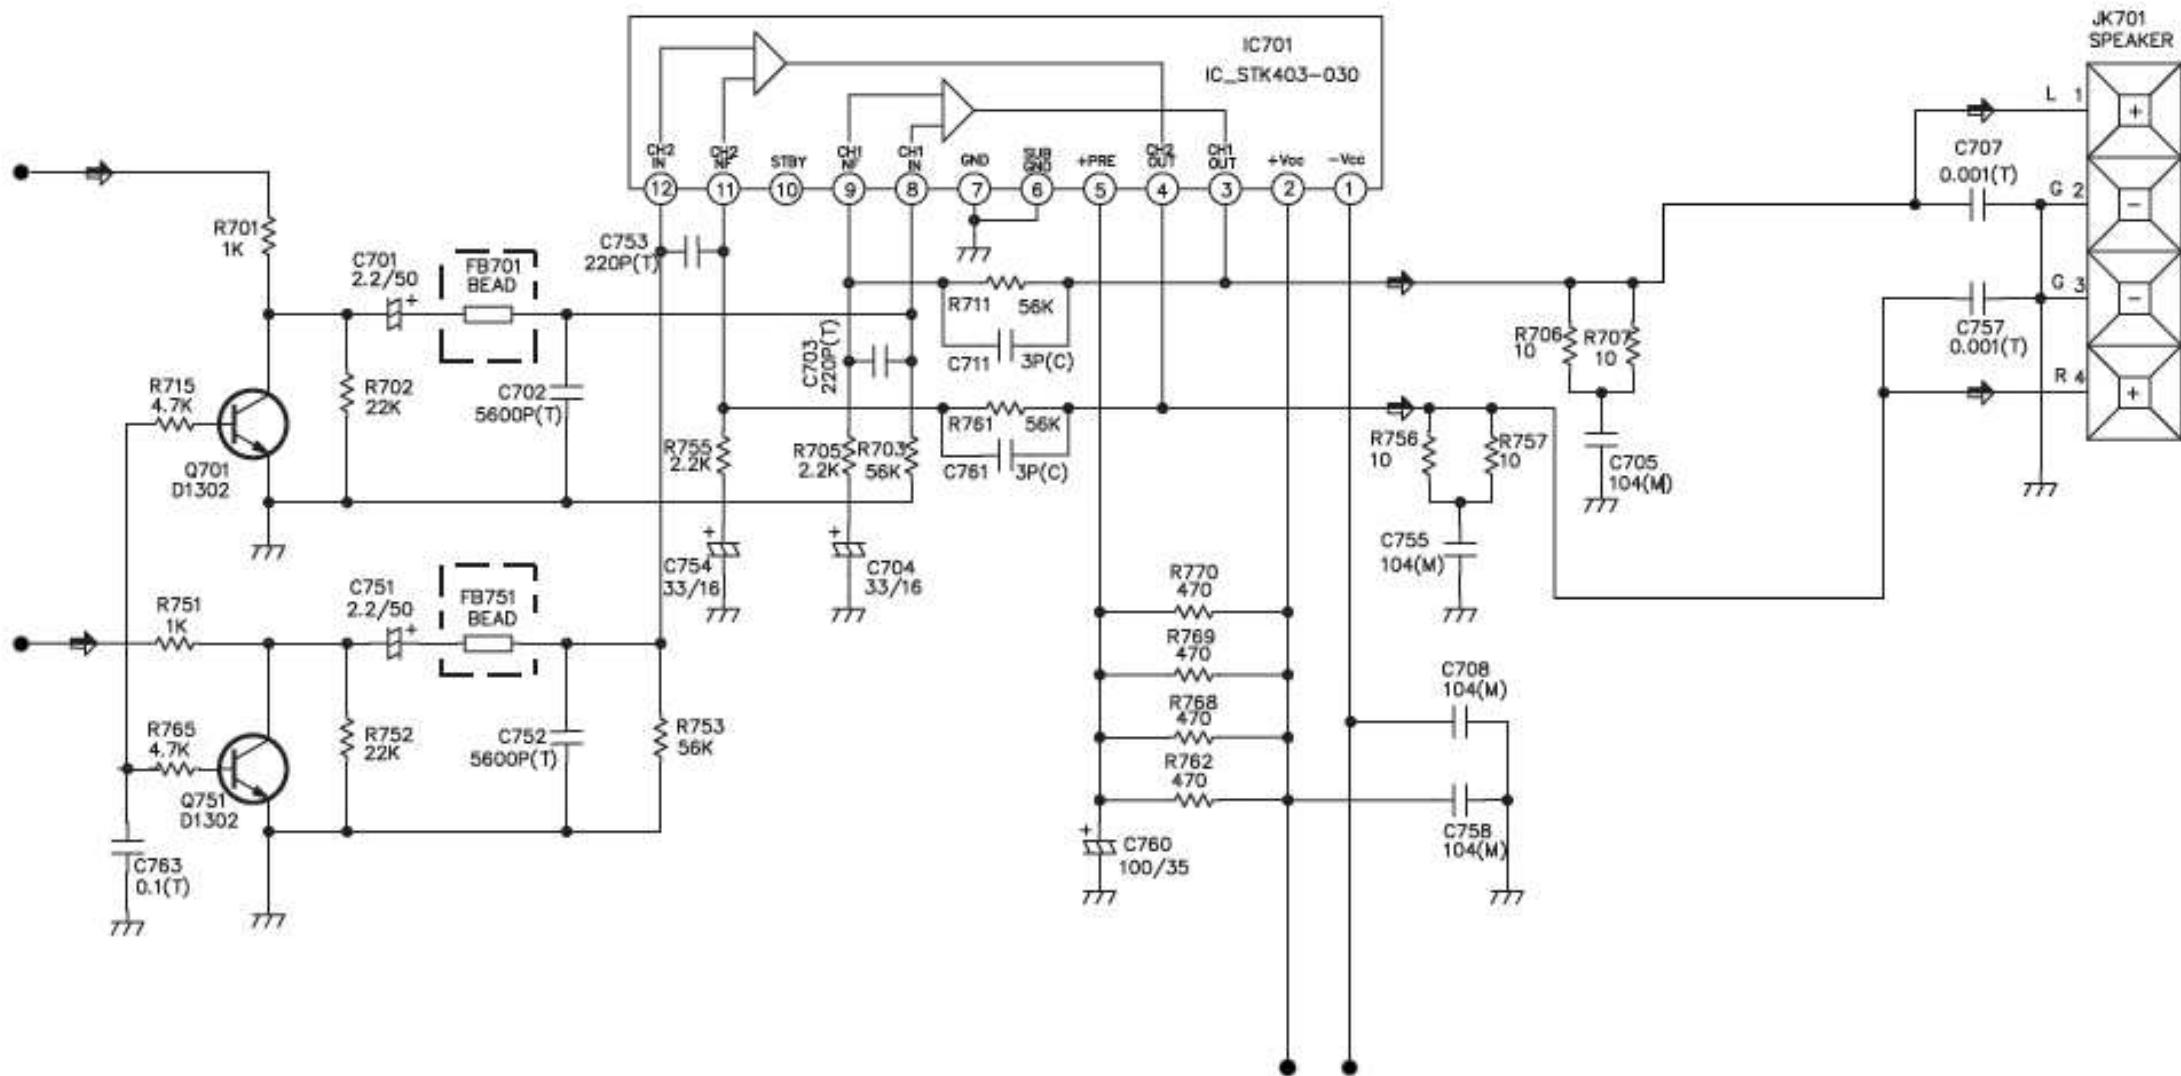 IC701
IC_STK403-030
CH2
IN
CH2
NF
STBY
CH1
NF
CH1
IN
GND
SUB
GND
+PRE
CH2
OUT
CH1
OUT
+Vcc
-Vcc
12
11
10
9
8
7
6
5
4
3
2
1
JK701
SPEAKER
L 1
+
G 2
-
G 3
-
R 4
+
C707
0.001(T)
C757
0.001(T)
R701
1K
C701
2.2/50
+
FB701
BEAD
C753
220P(T)
R711
56K
C711
3P(C)
C703
220P(T)
R706
10
R707
10
R715
4.7K
R702
22K
C702
5600P(T)
Q701
D1302
R755
2.2K
R705
2.2K
R703
56K
R761
56K
C761
3P(C)
R756
10
R757
10
C705
104(M)
C755
104(M)
+
C754
33/16
+
C704
33/16
R751
1K
C751
2.2/50
+
FB751
BEAD
R770
470
R769
470
R768
470
R762
470
C708
104(M)
C758
104(M)
R765
4.7K
R752
22K
C752
5600P(T)
R753
56K
Q751
D1302
C763
0.1(T)
+
C760
100/35